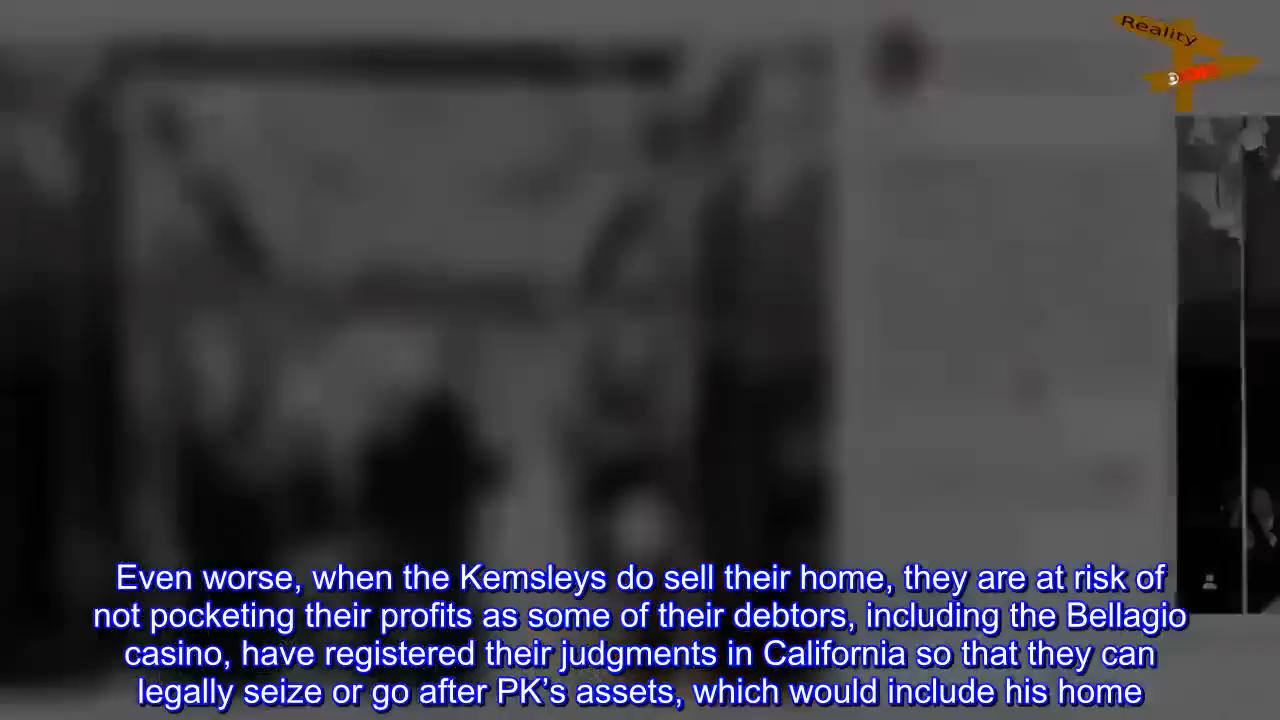 Reality
Even worse, when the Kemsleys do sell their home, they are at risk of
not pocketing their profits as some of their debtors, including the Bellagio
casino, have registered their judgments in California so that they can
legally seize or go after PK’s assets, which would include his home